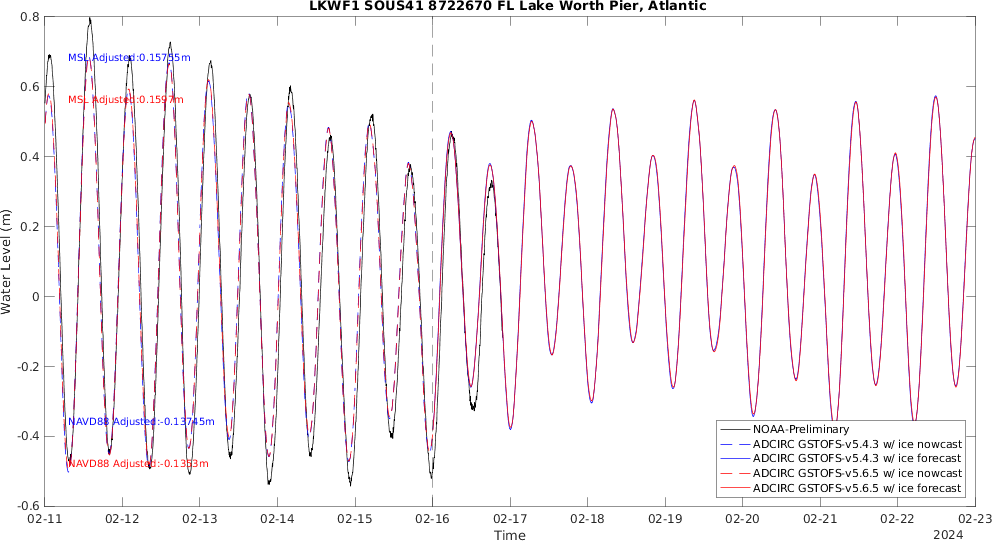 LKWF1 SOUS41 8722670 FL Lake Worth Pier, Atlantic
0.8
0.6
0.4
0.2
0
-0.2
-0.4
-0.6
Water Level (m)
MSL Adjusted:0.15755m
MSL Adjusted:0.1597m
NAVD88 Adjusted:-0.13745m
NAVD88 Adjusted:-0.1353m
NOAA-Preliminary
ADCIRC GSTOFS-v5.4.3 w/ ice nowcast
ADCIRC GSTOFS-v5.4.3 w/ ice forecast
ADCIRC GSTOFS-v5.6.5 w/ ice nowcast
ADCIRC GSTOFS-v5.6.5 w/ ice forecast
02-11 02-12 02-13 02-14 02-15 02-16 02-17 02-18 02-19 02-20 02-21 02-22 02-23
Time
2024